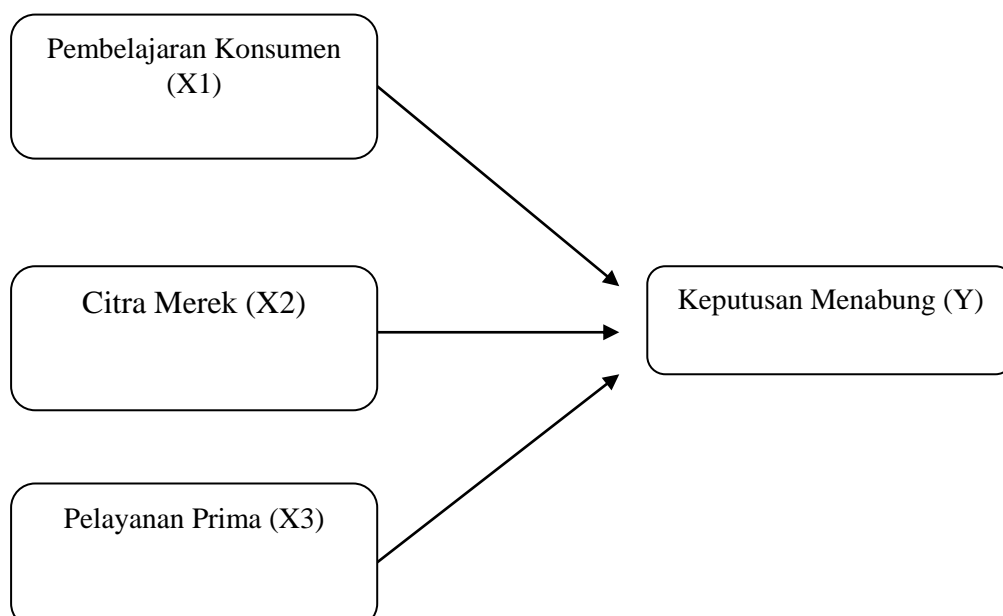 Pembelajaran Konsumen
(X1)
Citra Merek (X2)
Keputusan Menabung (Y)
Pelayanan Prima (X3)